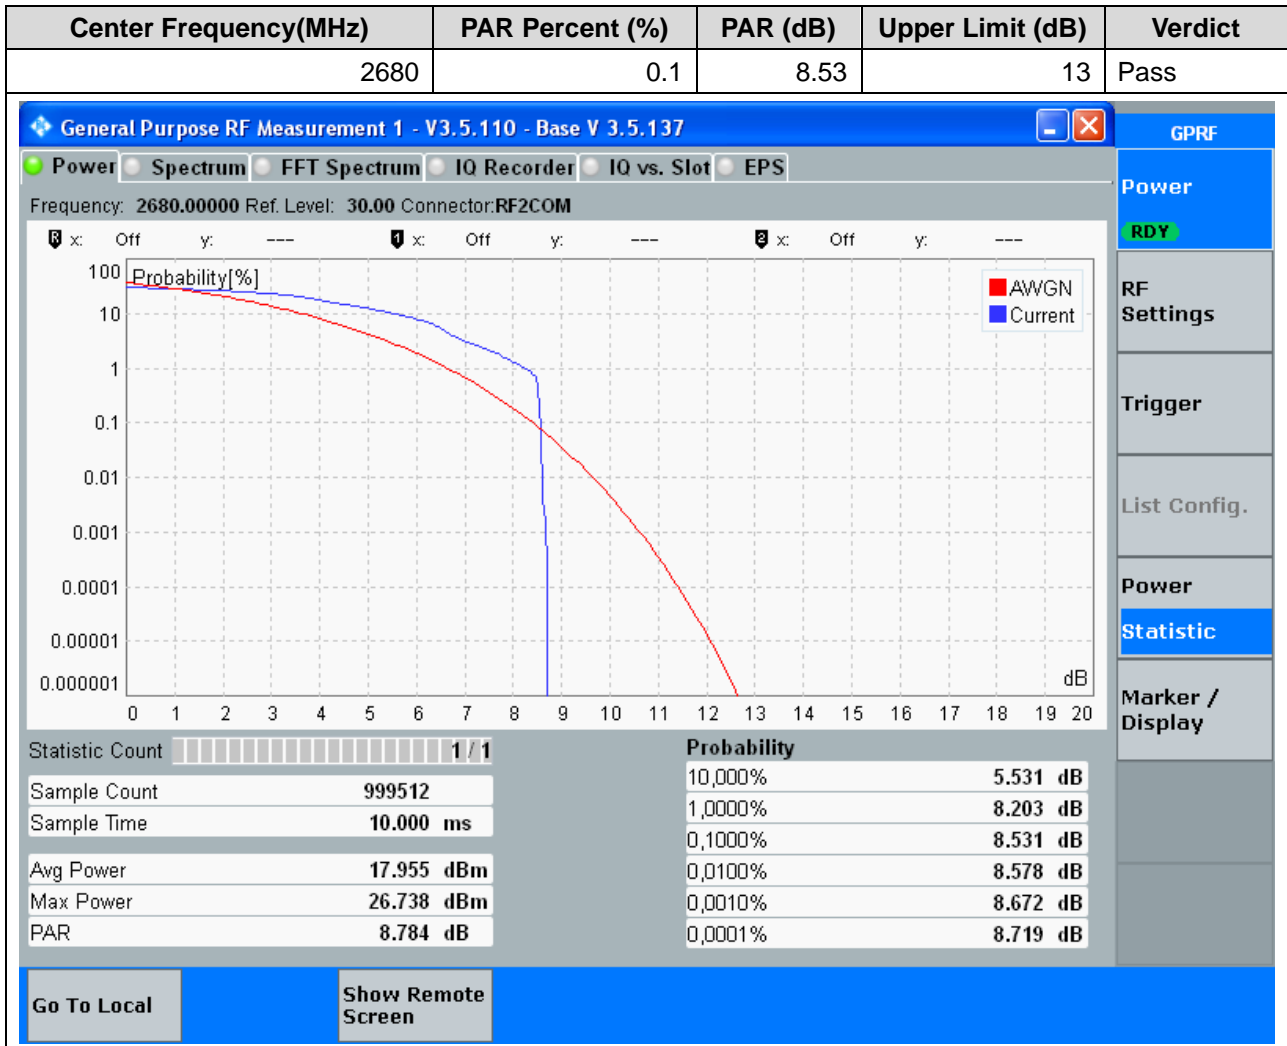 Center Frequency(MHz) PAR Percent (%) PAR (dB) Upper Limit (dB) Verdict
2680 0.1 8.53 13 Pass
General Purpose RF Measurement 1 - V3.5.110 - Base V 3.5.137
GPRF
Power Spectrum FFT Spectrum IQ Recorder IQ vs. Slot EPS
Power
RDY
Frequency: 2680.00000 Ref. Level: 30.00 Connector:RF2COM
R x: Off y: --- 1 x: Off y: --- 2 x: Off y: ---
Probability[%]
AWGN
Current
100
10
1
0.1
0.01
0.001
0.0001
0.00001
0.000001
dB
0 1 2 3 4 5 6 7 8 9 10 11 12 13 14 15 16 17 18 19 20
RF
Settings
Trigger
List Config.
Power
Statistic
Marker /
Display
Statistic Count 1 / 1
Sample Count 999512
Sample Time 10.000 ms
Avg Power 17.955 dBm
Max Power 26.738 dBm
PAR 8.784 dB
Probability
10,000% 5.531 dB
1,0000% 8.203 dB
0,1000% 8.531 dB
0,0100% 8.578 dB
0,0010% 8.672 dB
0,0001% 8.719 dB
Go To Local
Show Remote
Screen